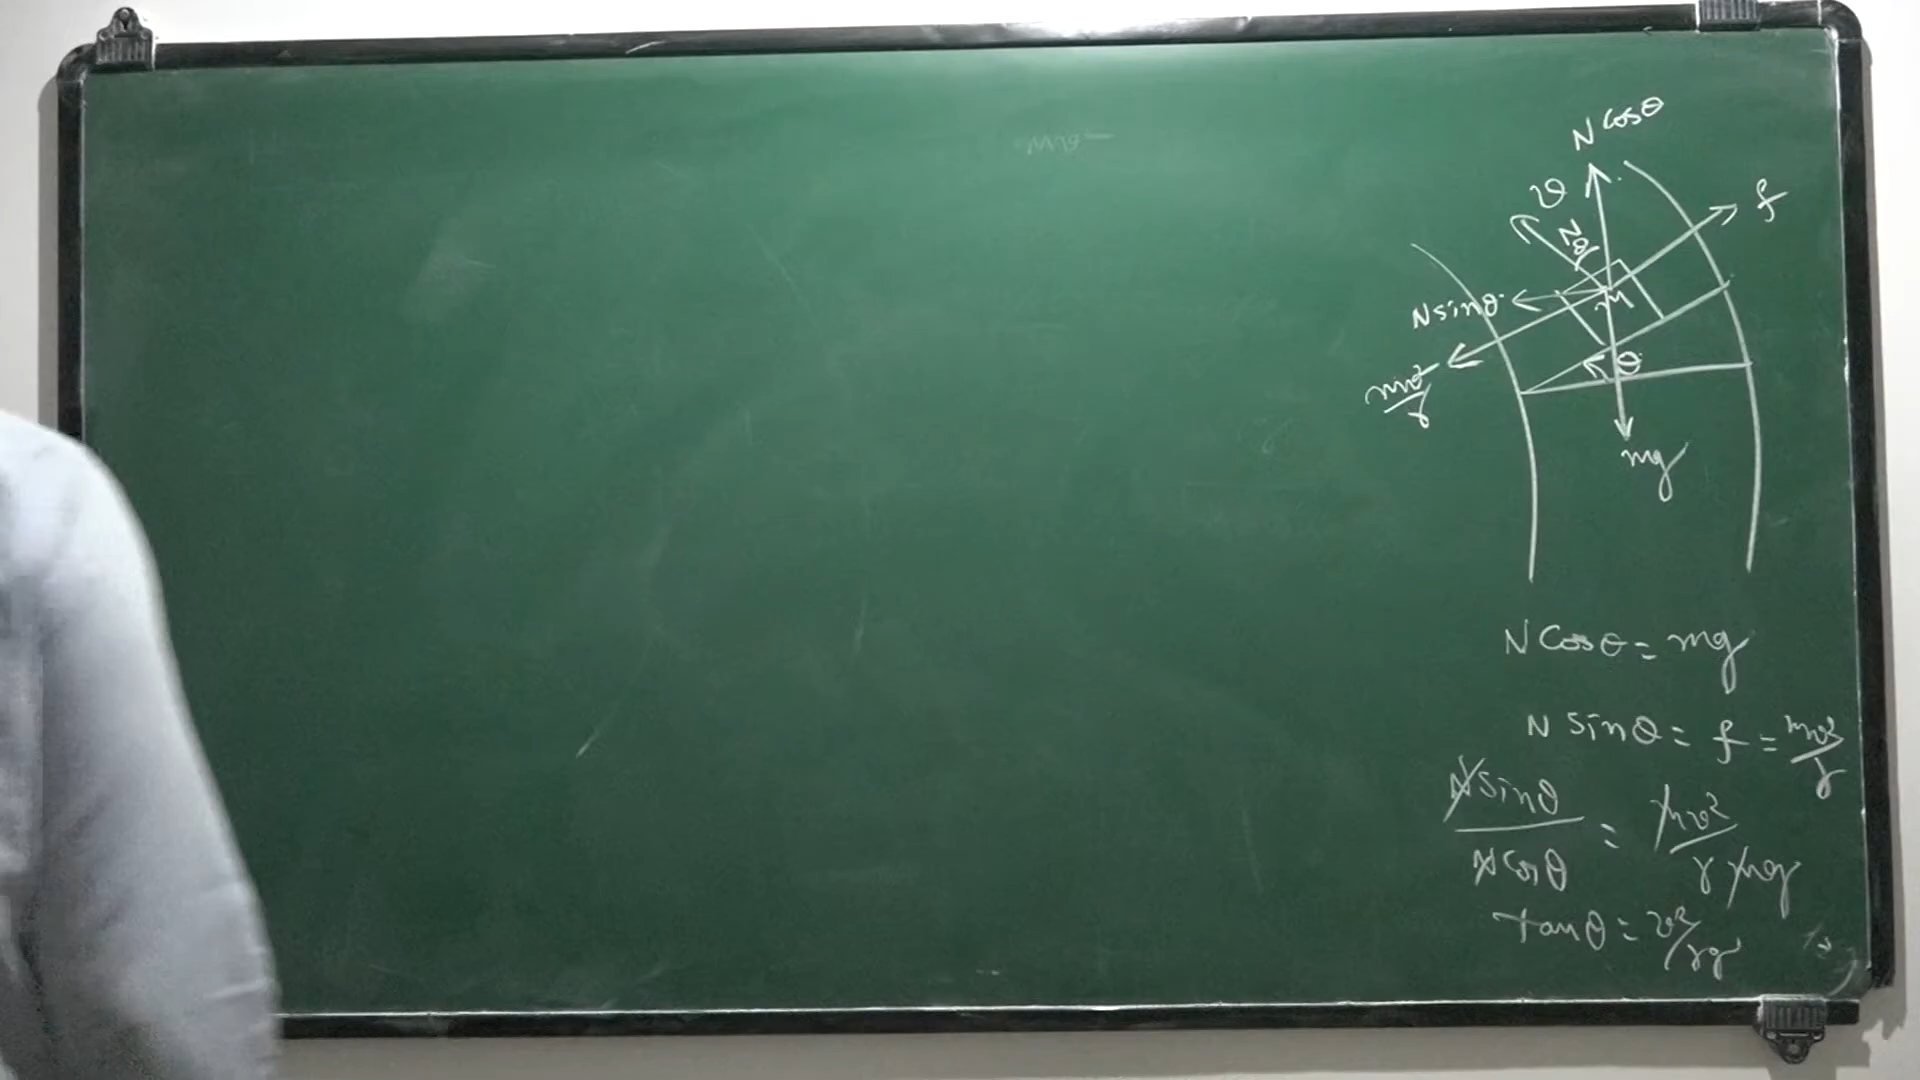 N cosθ
v
f
N
θ
N sinθ
m
θ
mv²/r
mg
N Cosθ = mg
N Sinθ = f = mv²/r
N sinθ / N Cosθ = mv² / r mg
tanθ = v²/rg